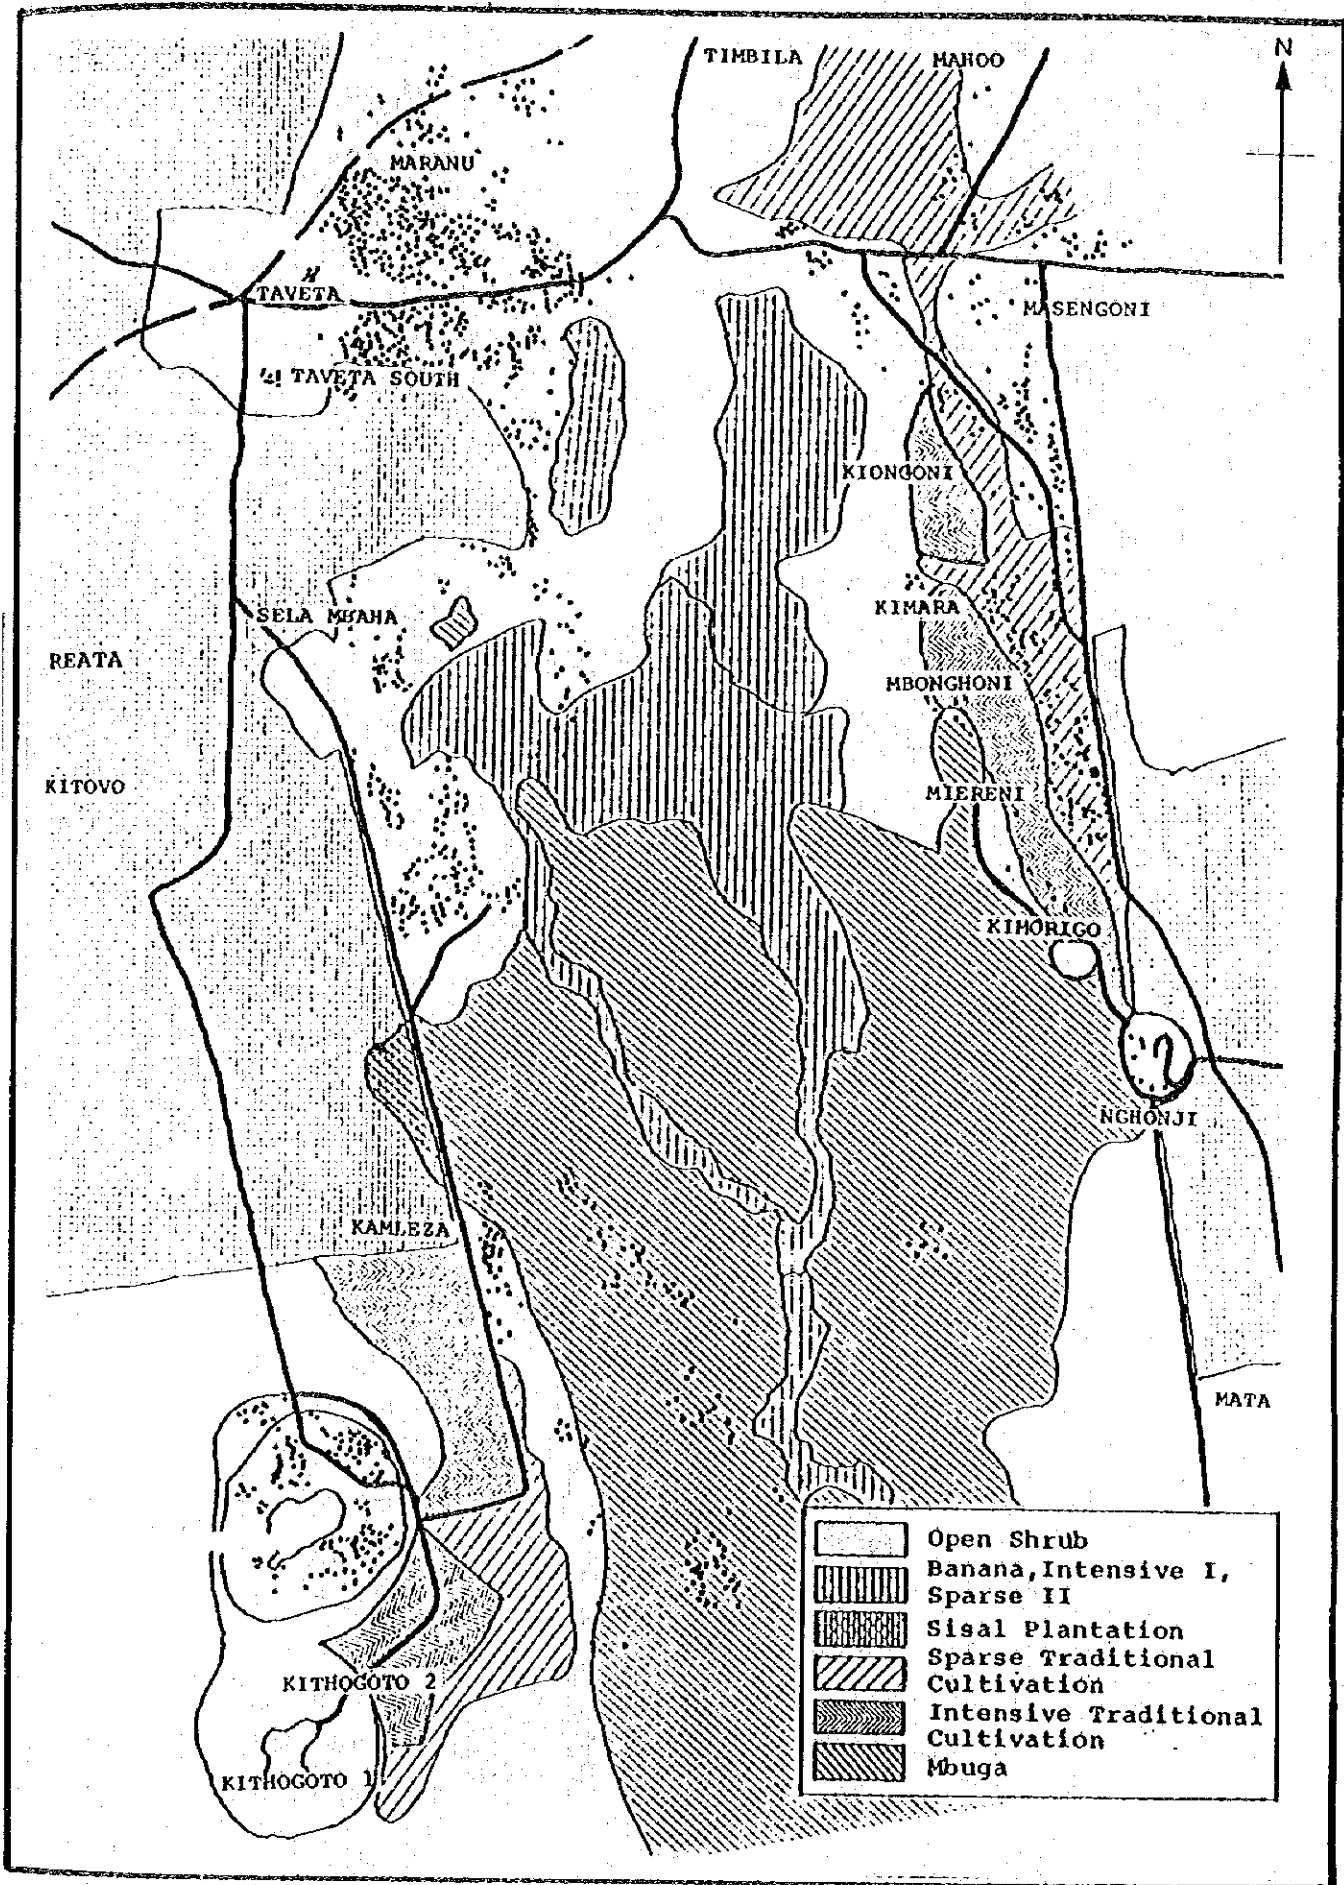 TIMBILA
MAHOO
N
MARANU
TAVETA
MASENGONI
TAVETA SOUTH
KIONGONI
KIMARA
SELA MBAHA
REATA
MBONGHONI
KITOVO
MIERENI
KIMORIGO
NGHONJI
KAMLEZA
MATA
Open Shrub
Banana, Intensive I,
Sparse II
Sisal Plantation
Sparse Traditional
Cultivation
Intensive Traditional
Cultivation
Mbuga
KITHOGOTO 2
KITHOGOTO 1